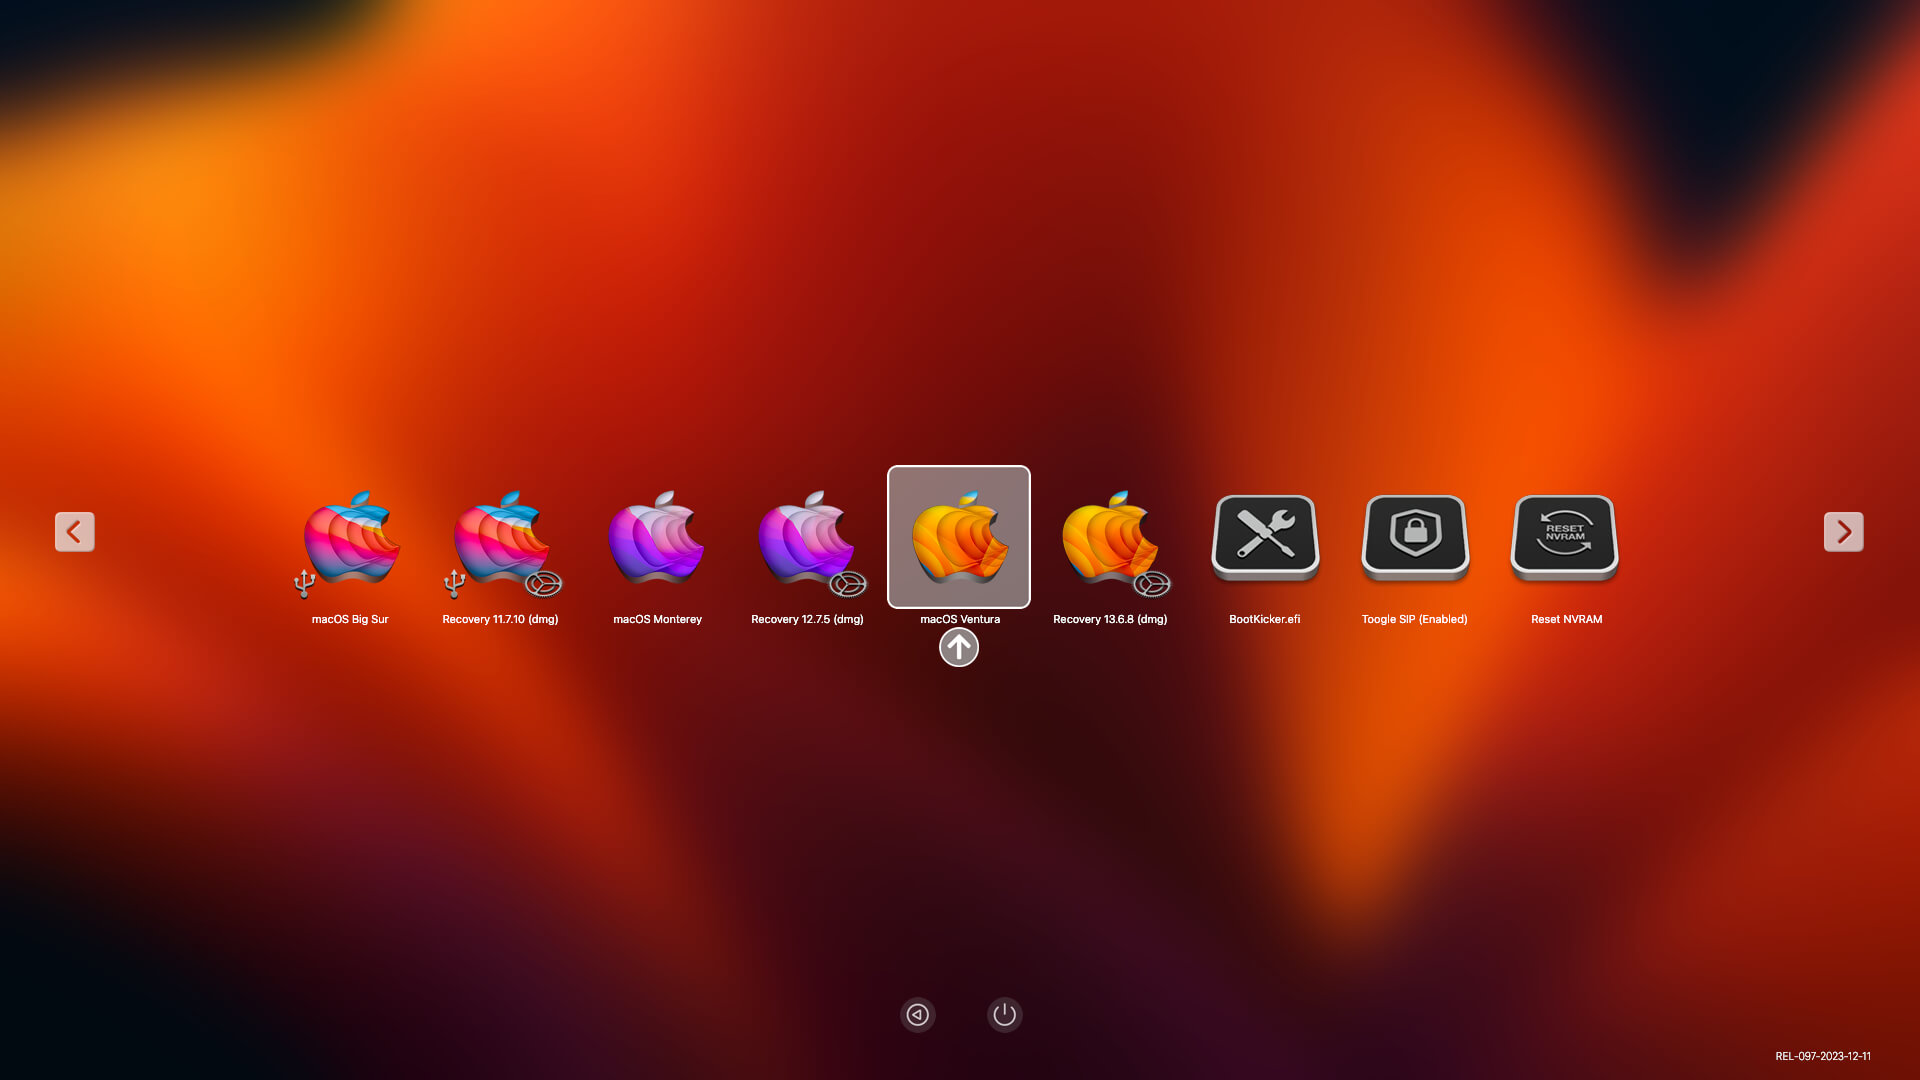 macOS Big Sur
Recovery 11.7.10 (dmg)
macOS Monterey
Recovery 12.7.5 (dmg)
macOS Ventura
Recovery 13.6.8 (dmg)
BootKicker.efi
Toogle SIP (Enabled)
RESET
NVRAM
Reset NVRAM
REL-097-2023-12-11